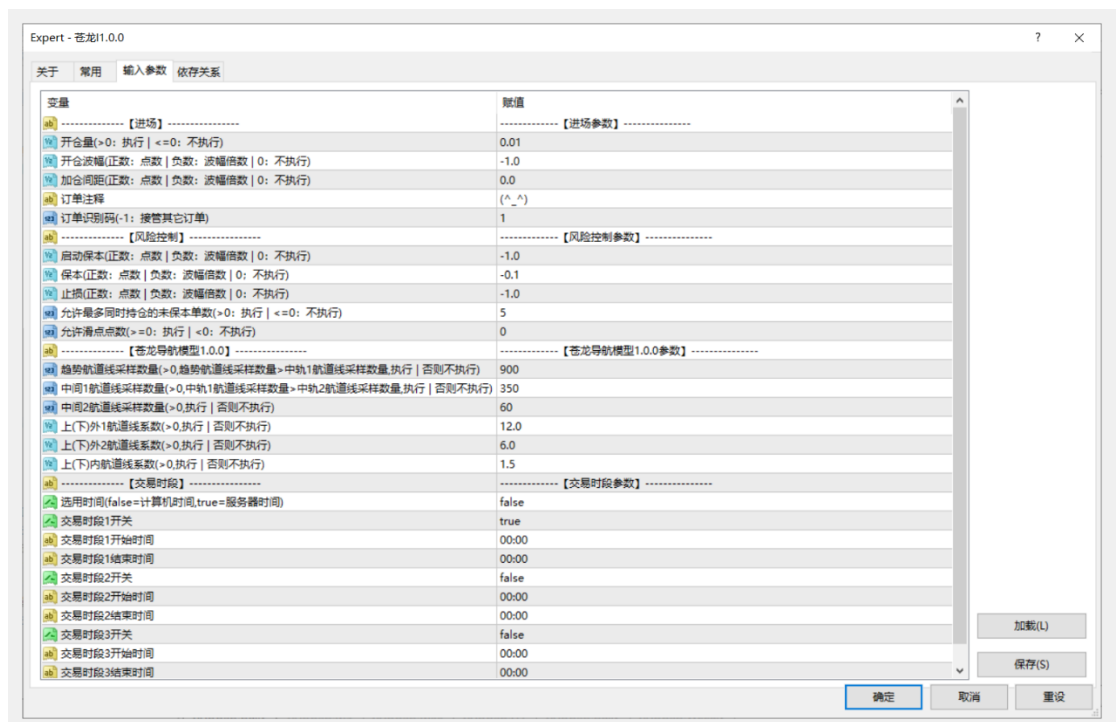 Expert - 苍龙I1.0.0 ? ×
关于 常用 输入参数 依存关系
变量 赋值
ab -------------- 【进场】 ---------------- ------------- 【进场参数】 ---------------
开仓量(>0: 执行 | <=0: 不执行) 0.01
开仓波幅(正数: 点数 | 负数: 波幅倍数 | 0: 不执行) -1.0
加仓间距(正数: 点数 | 负数: 波幅倍数 | 0: 不执行) 0.0
ab 订单注释 (^_^)
123 订单识别码(-1: 接管其它订单) 1
ab -------------- 【风险控制】 ---------------- ------------- 【风险控制参数】 ---------------
启动保本(正数: 点数 | 负数: 波幅倍数 | 0: 不执行) -1.0
保本(正数: 点数 | 负数: 波幅倍数 | 0: 不执行) -0.1
止损(正数: 点数 | 负数: 波幅倍数 | 0: 不执行) -1.0
123 允许最多同时持仓的未保本单数(>0: 执行 | <=0: 不执行) 5
123 允许滑点点数(>=0: 执行 | <0: 不执行) 0
ab -------------- 【苍龙导航模型1.0.0】 ---------------- ------------- 【苍龙导航模型1.0.0参数】 ---------------
123 趋势航道线采样数量(>0,趋势航道线采样数量>中轨1航道线采样数量,执行 | 否则不执行) 900
123 中间1航道线采样数量(>0,中轨1航道线采样数量>中轨2航道线采样数量,执行 | 否则不执行) 350
123 中间2航道线采样数量(>0,执行 | 否则不执行) 60
上(下)外1航道线系数(>0,执行 | 否则不执行) 12.0
上(下)外2航道线系数(>0,执行 | 否则不执行) 6.0
上(下)内航道线系数(>0,执行 | 否则不执行) 1.5
ab -------------- 【交易时段】 ---------------- ------------- 【交易时段参数】 ---------------
选用时间(false=计算机时间,true=服务器时间) false
交易时段1开关 true
ab 交易时段1开始时间 00:00
ab 交易时段1结束时间 00:00
交易时段2开关 false
ab 交易时段2开始时间 00:00
ab 交易时段2结束时间 00:00
交易时段3开关 false
ab 交易时段3开始时间 00:00
ab 交易时段3结束时间 00:00
加载(L)
保存(S)
确定 取消 重设